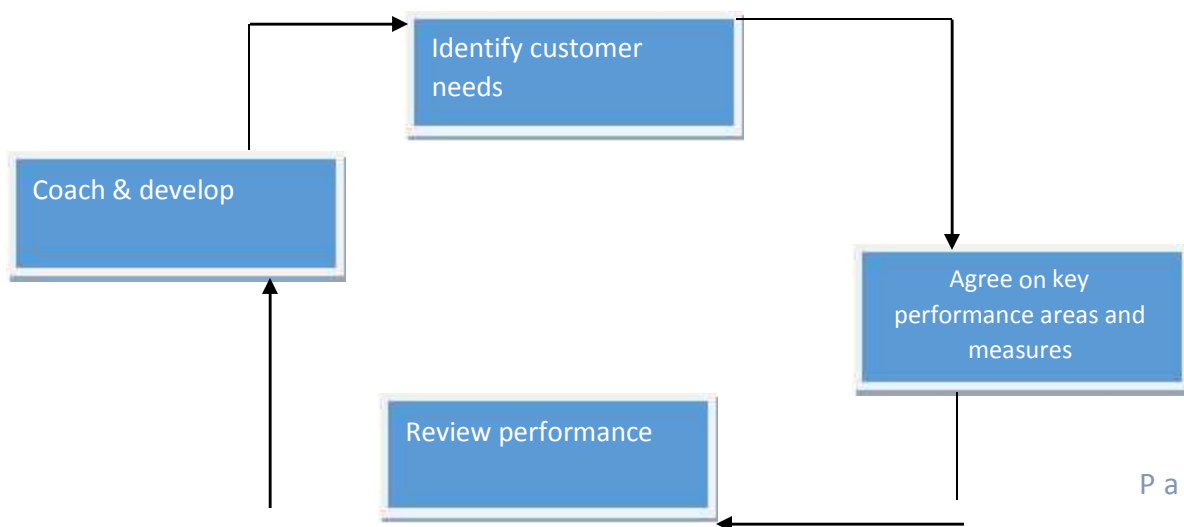 Identify customer
needs
Coach & develop
Agree on key
performance areas and
measures
Review performance
P a